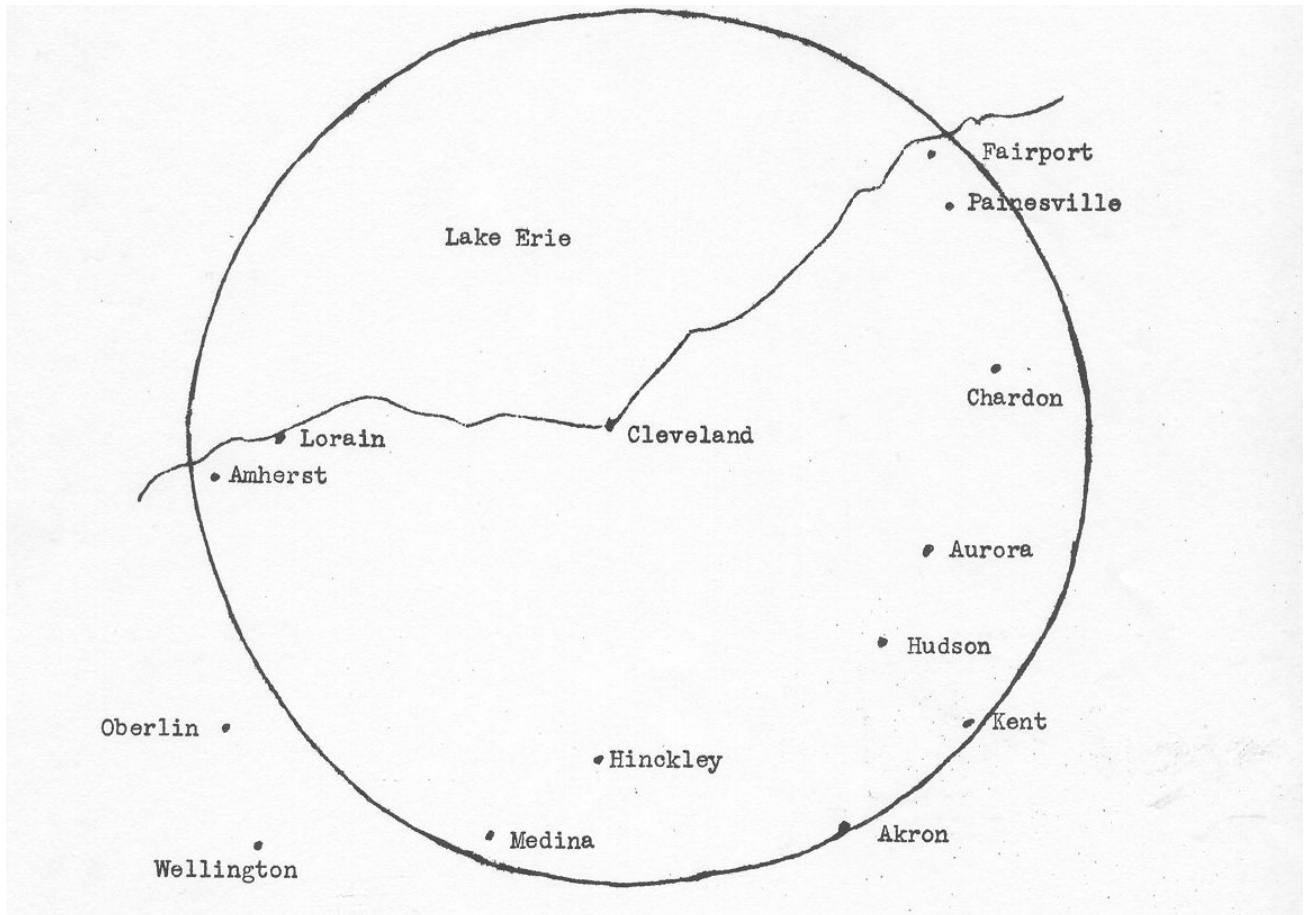 Fairport
Painesville
Lake Erie
Chardon
Lorain
Cleveland
Amherst
Aurora
Hudson
Oberlin
Kent
Hinckley
Medina
Akron
Wellington